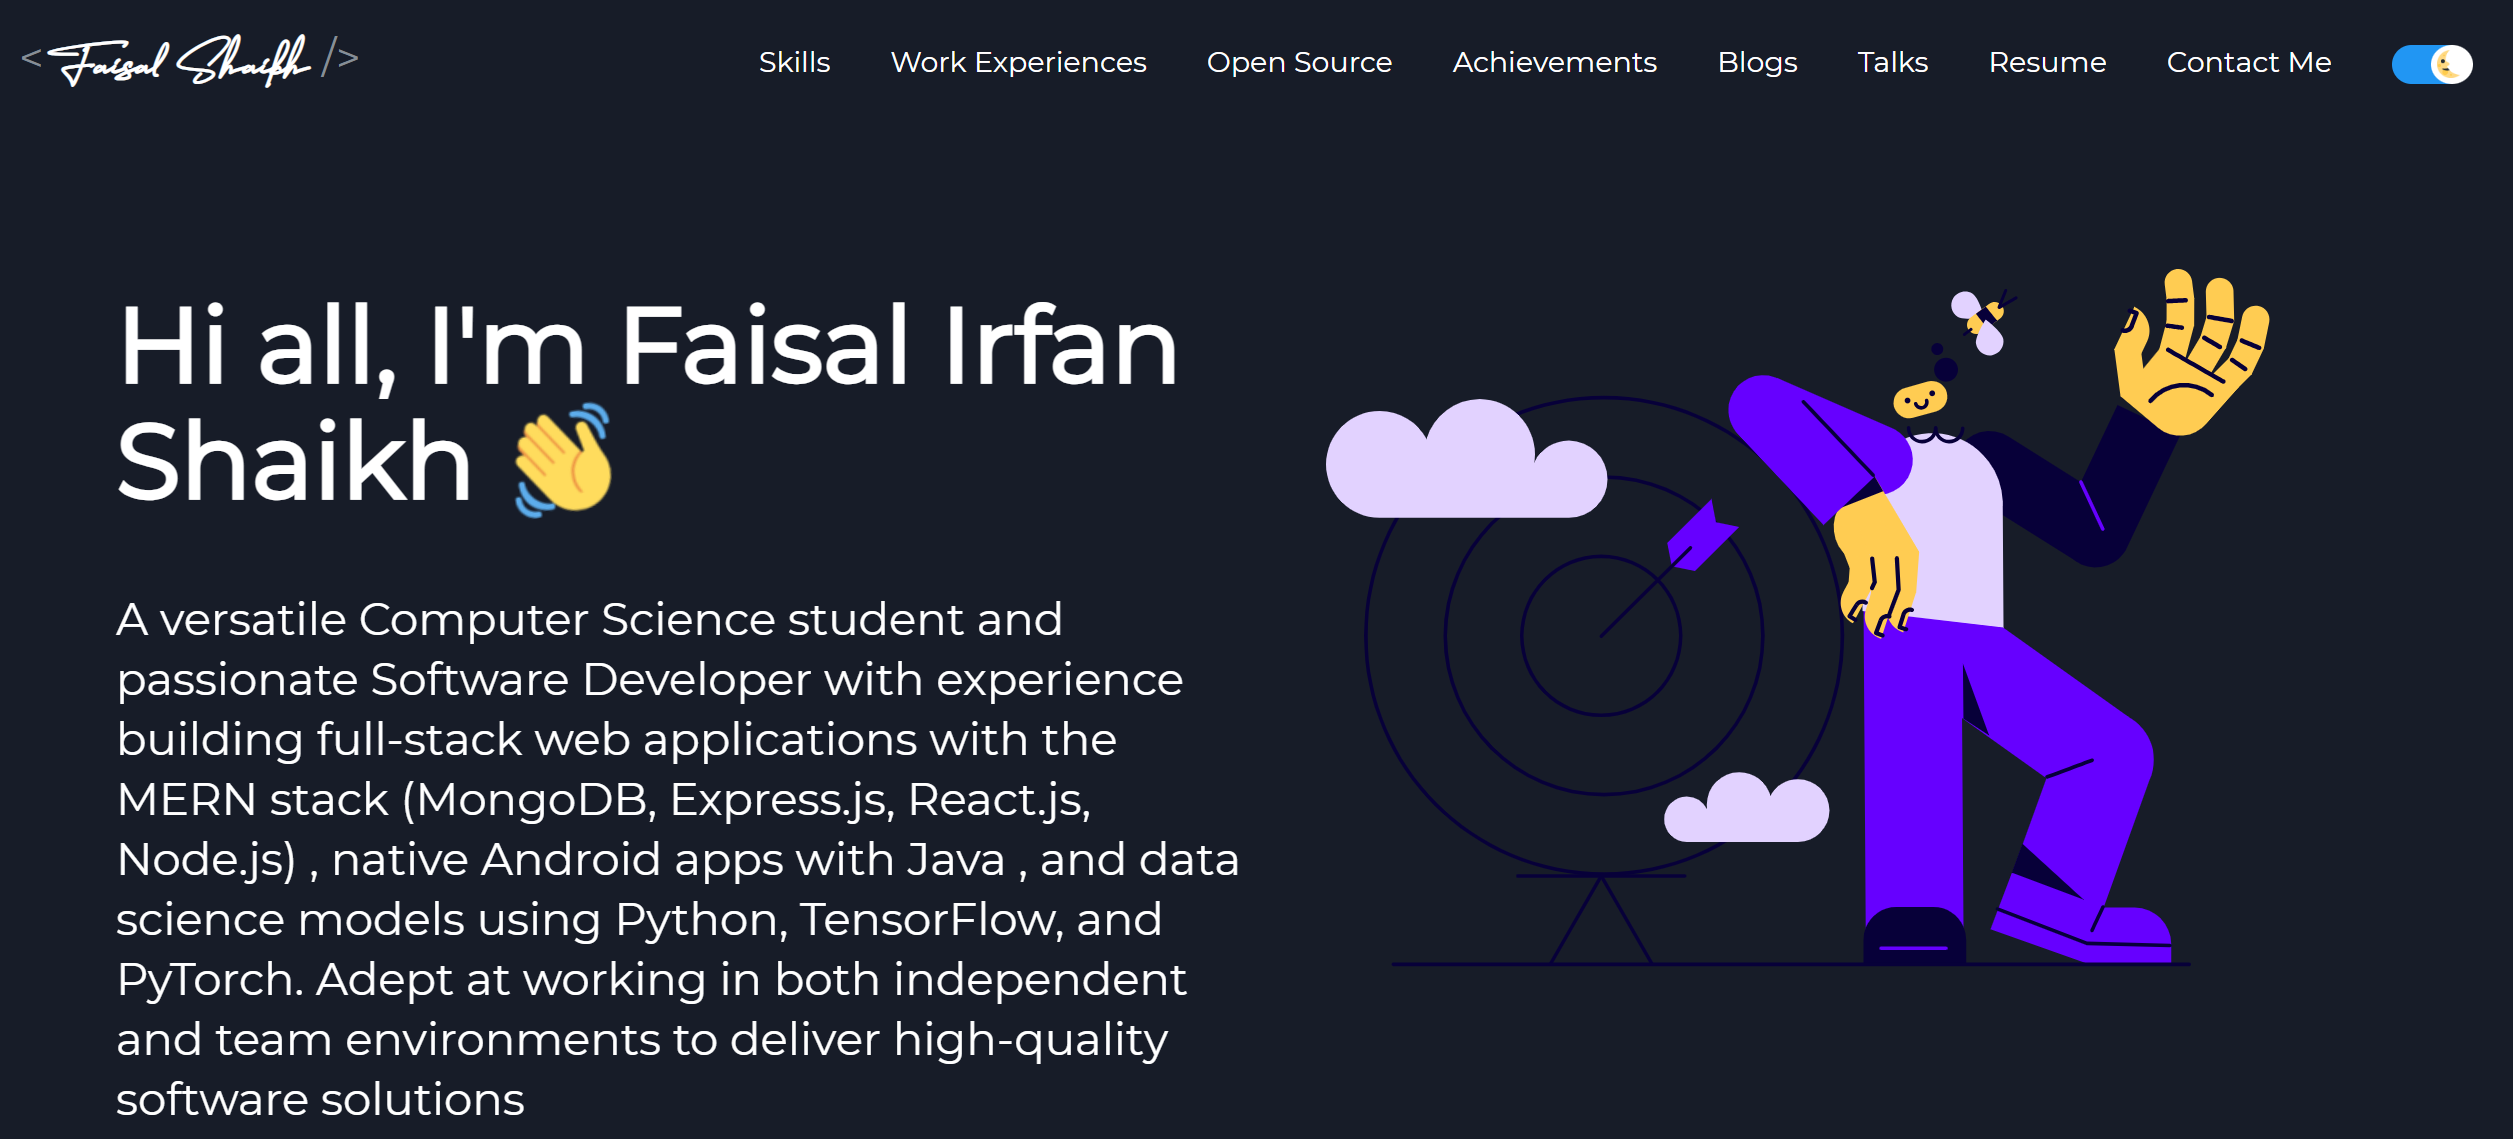 < Faisal Shaikh />
Skills
Work Experiences
Open Source
Achievements
Blogs
Talks
Resume
Contact Me
Hi all, I'm Faisal Irfan
Shaikh 👋
A versatile Computer Science student and
passionate Software Developer with experience
building full-stack web applications with the
MERN stack (MongoDB, Express.js, React.js,
Node.js) , native Android apps with Java , and data
science models using Python, TensorFlow, and
PyTorch. Adept at working in both independent
and team environments to deliver high-quality
software solutions